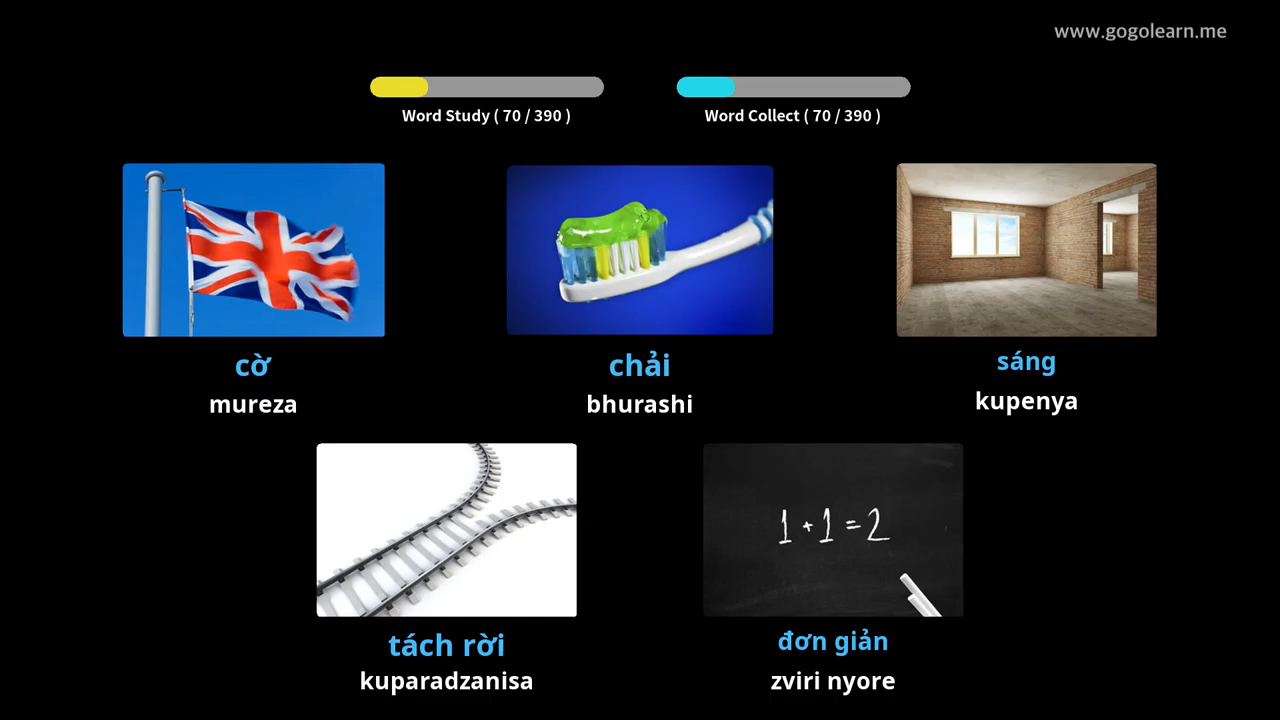 www.gogolearn.me
Word Study ( 70 / 390 )
Word Collect ( 70 / 390 )
cờ
mureza
chải
bhurashi
sáng
kupenya
1 + 1 = 2
tách rời
kuparadzanisa
đơn giản
zviri nyore